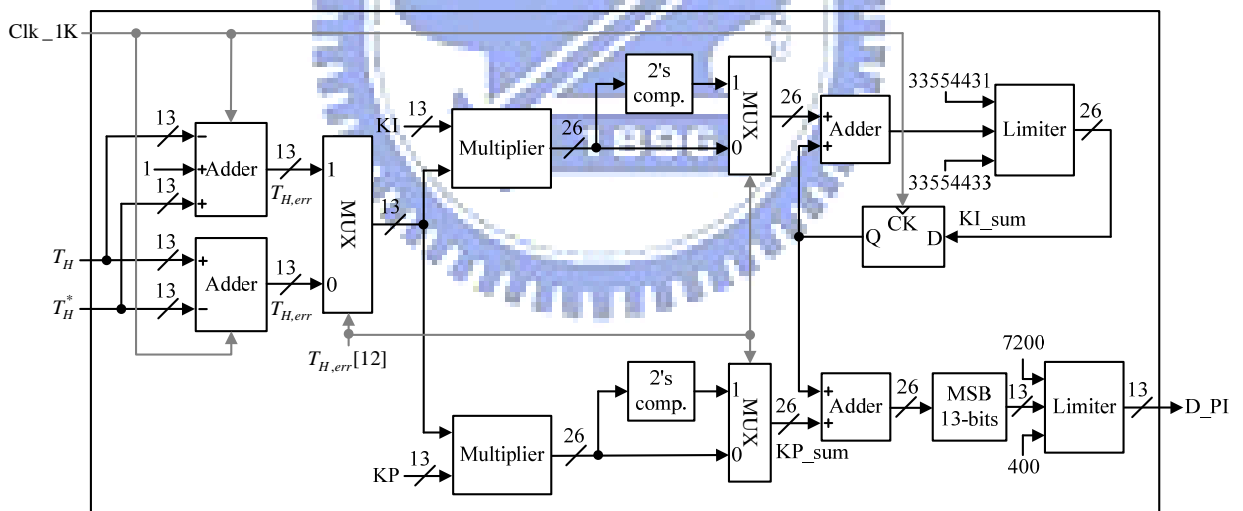 Clk_1K
13
−
1
+
Adder
13
+
13
T_{H,err}
1
MUX
0
13
T_H
13
+
Adder
13
T_H^*
13
−
T_{H,err}
T_{H,err}[12]
KI
13
Multiplier
26
2's
comp.
1
MUX
0
26
+
Adder
+
33554431
Limiter
26
33554433
Q
CK
D
KI_sum
1896
KP
13
Multiplier
26
2's
comp.
1
MUX
0
26
KP_sum
+
Adder
+
26
MSB
13-bits
13
7200
Limiter
400
13
D_PI